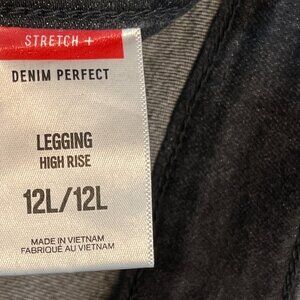 STRETCH +
DENIM PERFECT
LEGGING
HIGH RISE
12L/12L
MADE IN VIETNAM
FABRIQUÉ AU VIETNAM